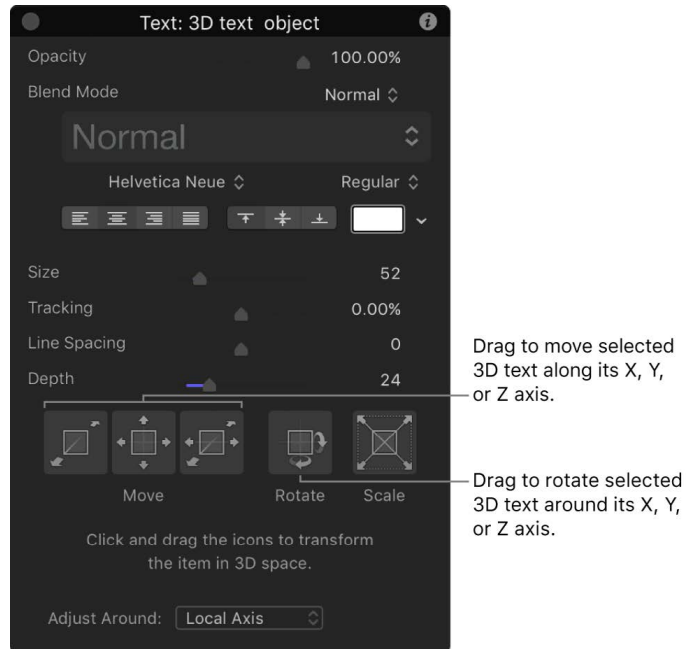 Text: 3D text object
Opacity 100.00%
Blend Mode Normal
Normal
Helvetica Neue Regular
Size 52
Tracking 0.00%
Line Spacing 0
Depth 24
Drag to move selected
3D text along its X, Y,
or Z axis.
Move Rotate Scale
Drag to rotate selected
3D text around its X, Y,
or Z axis.
Click and drag the icons to transform
the item in 3D space.
Adjust Around: Local Axis